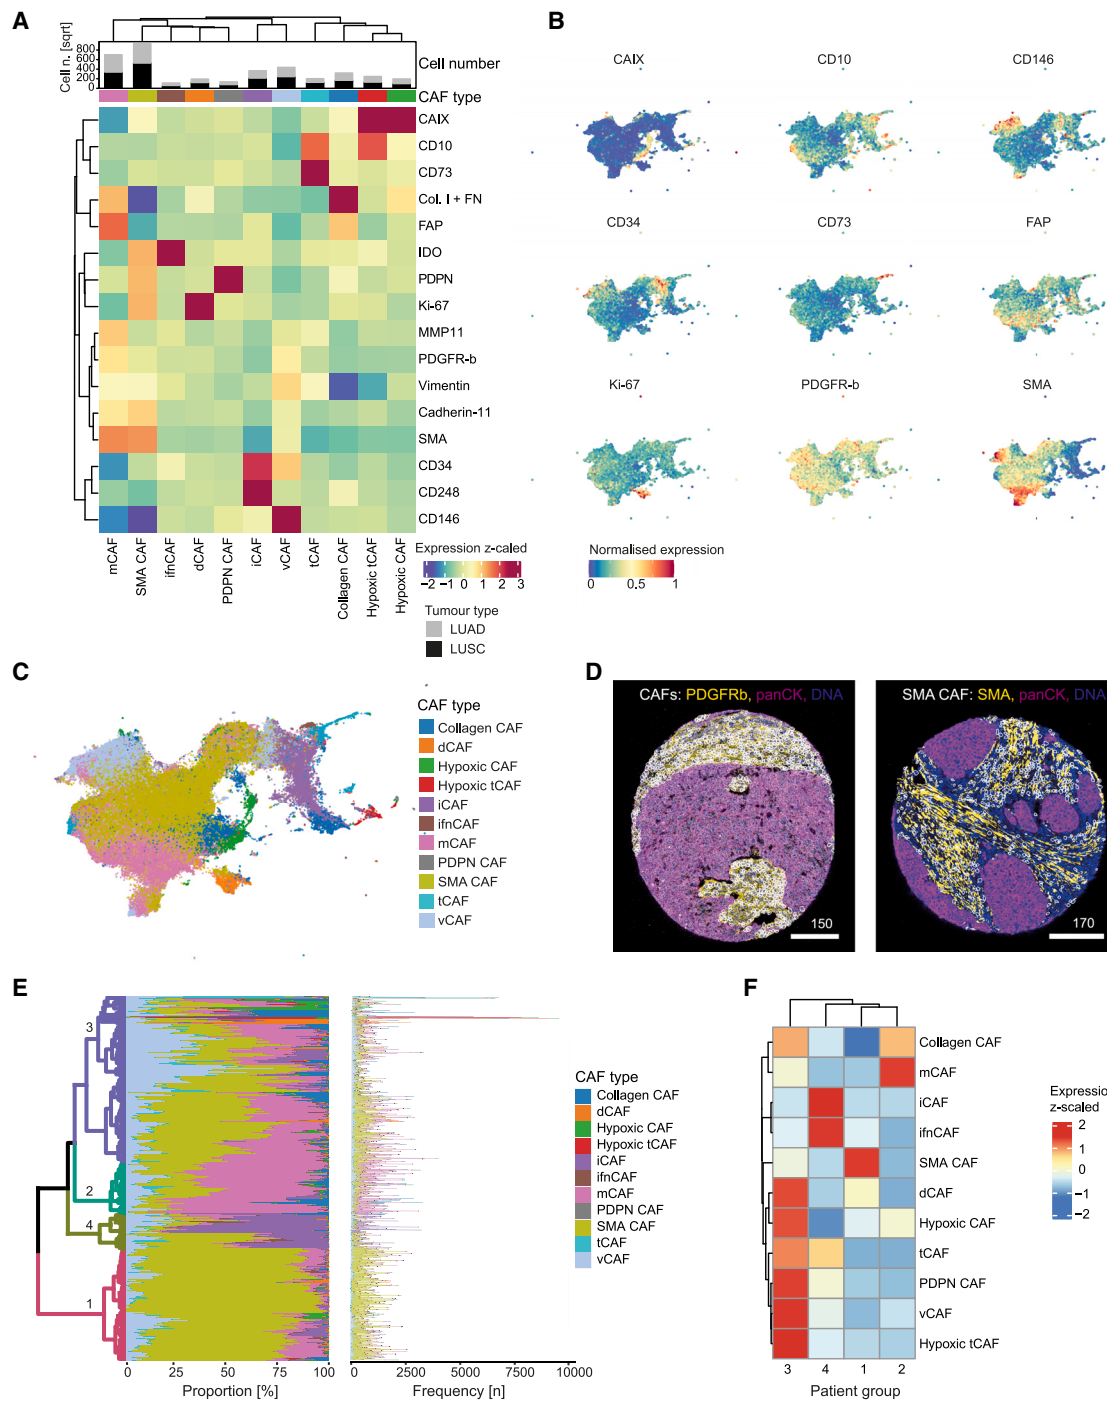 A
Cell n. [sqrt]
800
600
400
200
0
Cell number
CAF type
CAIX
CD10
CD73
Col. I + FN
FAP
IDO
PDPN
Ki-67
MMP11
PDGFR-b
Vimentin
Cadherin-11
SMA
CD34
CD248
CD146
mCAF
SMA CAF
ifnCAF
dCAF
PDPN CAF
iCAF
vCAF
tCAF
Collagen CAF
Hypoxic tCAF
Hypoxic CAF
Expression z-caled
−2 −1 0 1 2 3
Tumour type
LUAD
LUSC
B
CAIX CD10 CD146
CD34 CD73 FAP
Ki-67 PDGFR-b SMA
Normalised expression
0 0.5 1
C
CAF type
Collagen CAF
dCAF
Hypoxic CAF
Hypoxic tCAF
iCAF
ifnCAF
mCAF
PDPN CAF
SMA CAF
tCAF
vCAF
D
CAFs: PDGFRb, panCK, DNA
150
SMA CAF: SMA, panCK, DNA
170
E
3
2
4
1
0 25 50 75 100
Proportion [%]
0 2500 5000 7500 10000
Frequency [n]
CAF type
Collagen CAF
dCAF
Hypoxic CAF
Hypoxic tCAF
iCAF
ifnCAF
mCAF
PDPN CAF
SMA CAF
tCAF
vCAF
F
Collagen CAF
mCAF
iCAF
ifnCAF
SMA CAF
dCAF
Hypoxic CAF
tCAF
PDPN CAF
vCAF
Hypoxic tCAF
3 4 1 2
Patient group
Expression
z-scaled
2
1
0
−1
−2